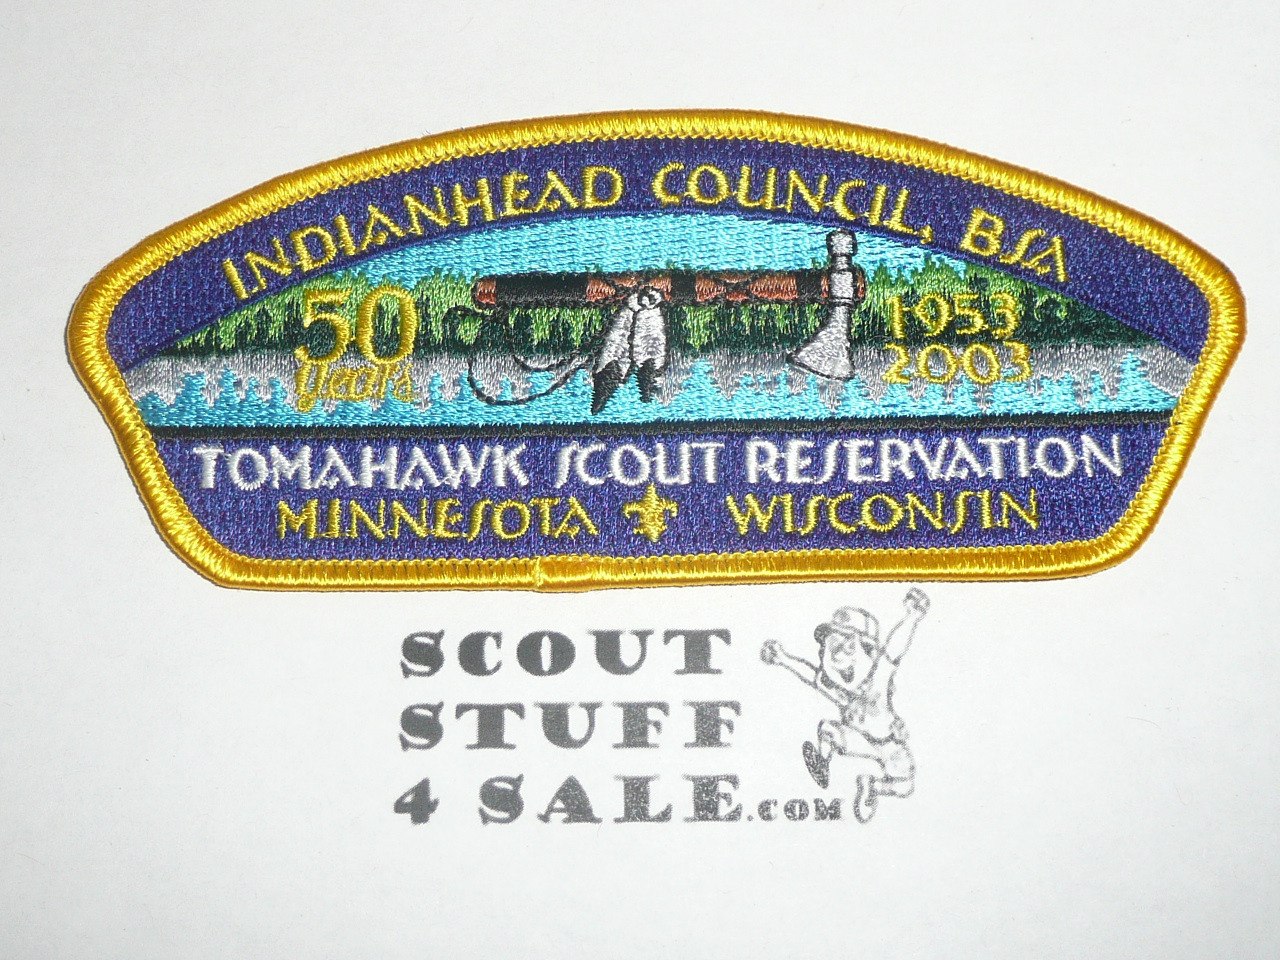 INDIANHEAD COUNCIL, BSA
50 1953
years 2003
TOMAHAWK SCOUT RESERVATION
MINNESOTA WISCONSIN
SCOUT
STUFF
4 SALE.COM